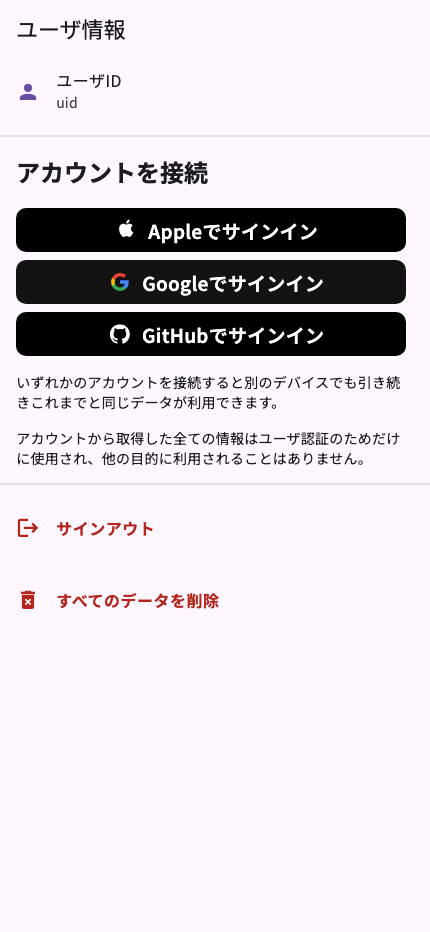 ユーザ情報
ユーザID
uid
アカウントを接続
Appleでサインイン
Googleでサインイン
GitHubでサインイン
いずれかのアカウントを接続すると別のデバイスでも引き続
きこれまでと同じデータが利用できます。
アカウントから取得した全ての情報はユーザ認証のためだけ
に使用され、他の目的に利用されることはありません。
サインアウト
すべてのデータを削除